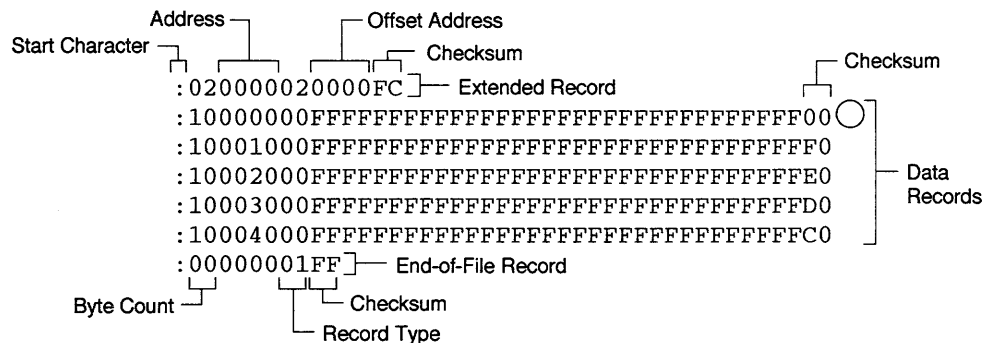 Address
Offset Address
Start Character
Checksum
Checksum
:020000020000FC
Extended Record
:10000000FFFFFFFFFFFFFFFFFFFFFFFFFFFFFFFF00
:10001000FFFFFFFFFFFFFFFFFFFFFFFFFFFFFFFFF0
:10002000FFFFFFFFFFFFFFFFFFFFFFFFFFFFFFFFE0
:10003000FFFFFFFFFFFFFFFFFFFFFFFFFFFFFFFFD0
:10004000FFFFFFFFFFFFFFFFFFFFFFFFFFFFFFFFC0
Data
Records
:00000001FF
End-of-File Record
Byte Count
Checksum
Record Type